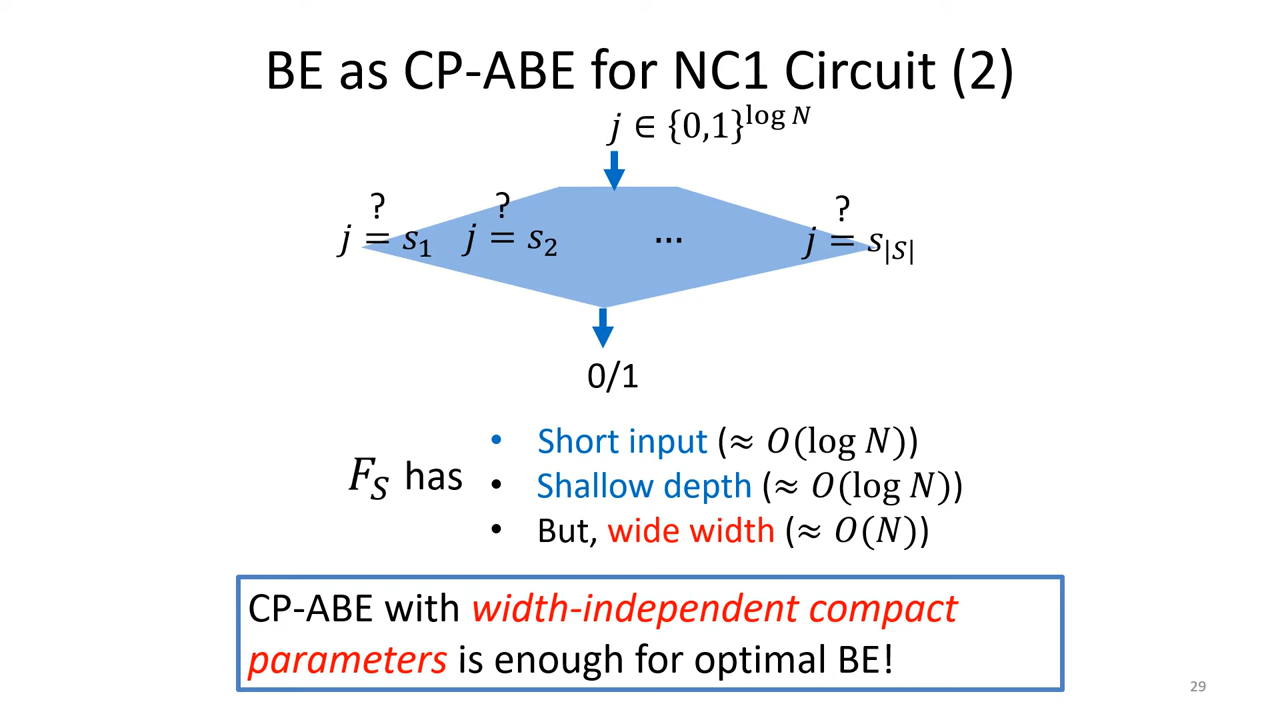 BE as CP-ABE for NC1 Circuit (2)
j ∈ {0,1}^{log N}
? ? ?
j = s_1 j = s_2 ... j = s_{|S|}
0/1
F_S has
• Short input (≈ O(log N))
• Shallow depth (≈ O(log N))
• But, wide width (≈ O(N))
CP-ABE with width-independent compact
parameters is enough for optimal BE!
29